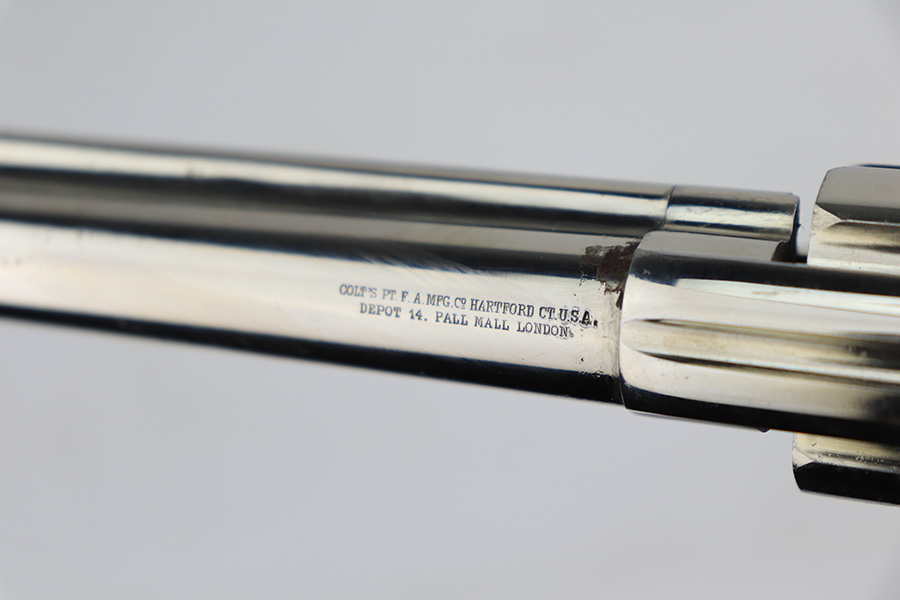 COLT'S PT. F. A. MFG. Cº HARTFORD CT. U.S.A.
DEPOT 14. PALL MALL LONDON.